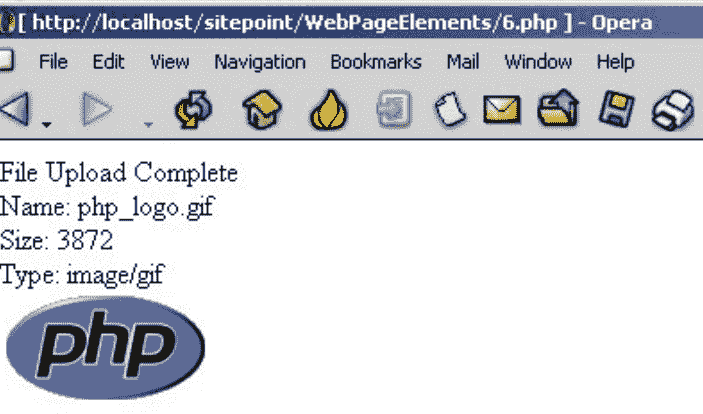 [ http://localhost/sitepoint/WebPageElements/6.php ] - Opera
File Edit View Navigation Bookmarks Mail Window Help
File Upload Complete
Name: php_logo.gif
Size: 3872
Type: image/gif
php